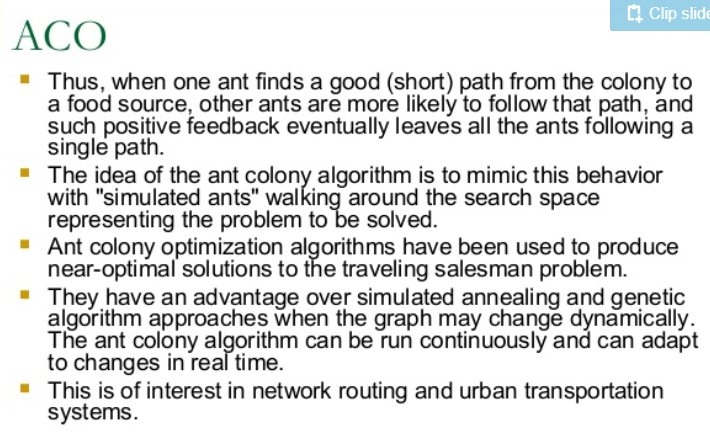 Clip slide
ACO
Thus, when one ant finds a good (short) path from the colony to
a food source, other ants are more likely to follow that path, and
such positive feedback eventually leaves all the ants following a
single path.
The idea of the ant colony algorithm is to mimic this behavior
with "simulated ants" walking around the search space
representing the problem to be solved.
Ant colony optimization algorithms have been used to produce
near-optimal solutions to the traveling salesman problem.
They have an advantage over simulated annealing and genetic
algorithm approaches when the graph may change dynamically.
The ant colony algorithm can be run continuously and can adapt
to changes in real time.
This is of interest in network routing and urban transportation
systems.